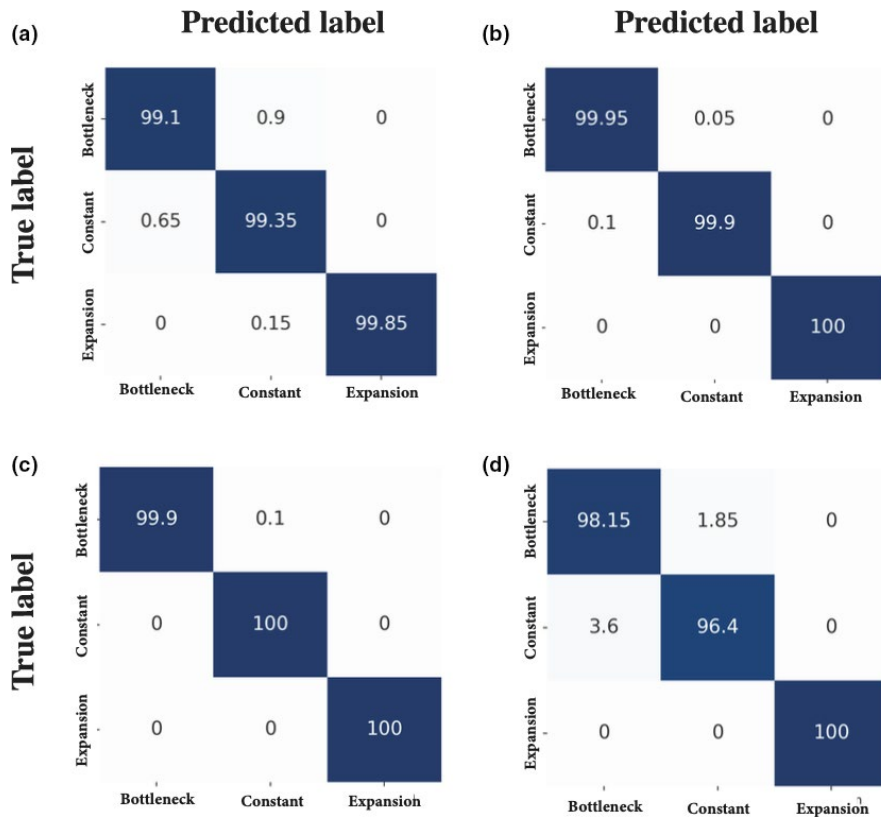 (a) Predicted label
(b) Predicted label
True label
Bottleneck 99.1 0.9 0
Constant 0.65 99.35 0
Expansion 0 0.15 99.85
Bottleneck Constant Expansion
Bottleneck 99.95 0.05 0
Constant 0.1 99.9 0
Expansion 0 0 100
Bottleneck Constant Expansion
(c)
True label
Bottleneck 99.9 0.1 0
Constant 0 100 0
Expansion 0 0 100
Bottleneck Constant Expansion
(d)
Bottleneck 98.15 1.85 0
Constant 3.6 96.4 0
Expansion 0 0 100
Bottleneck Constant Expansion